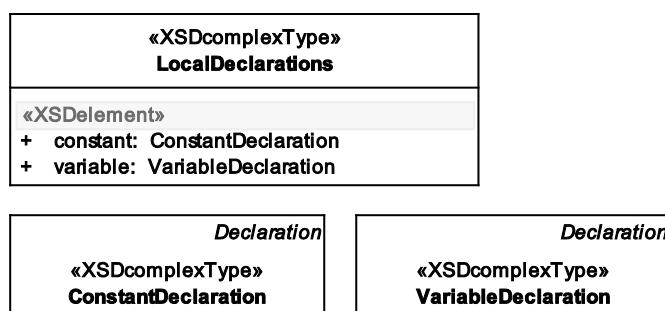 «XSDcomplexType»
LocalDeclarations
«XSDelement»
+ constant: ConstantDeclaration
+ variable: VariableDeclaration
Declaration
«XSDcomplexType»
ConstantDeclaration
Declaration
«XSDcomplexType»
VariableDeclaration